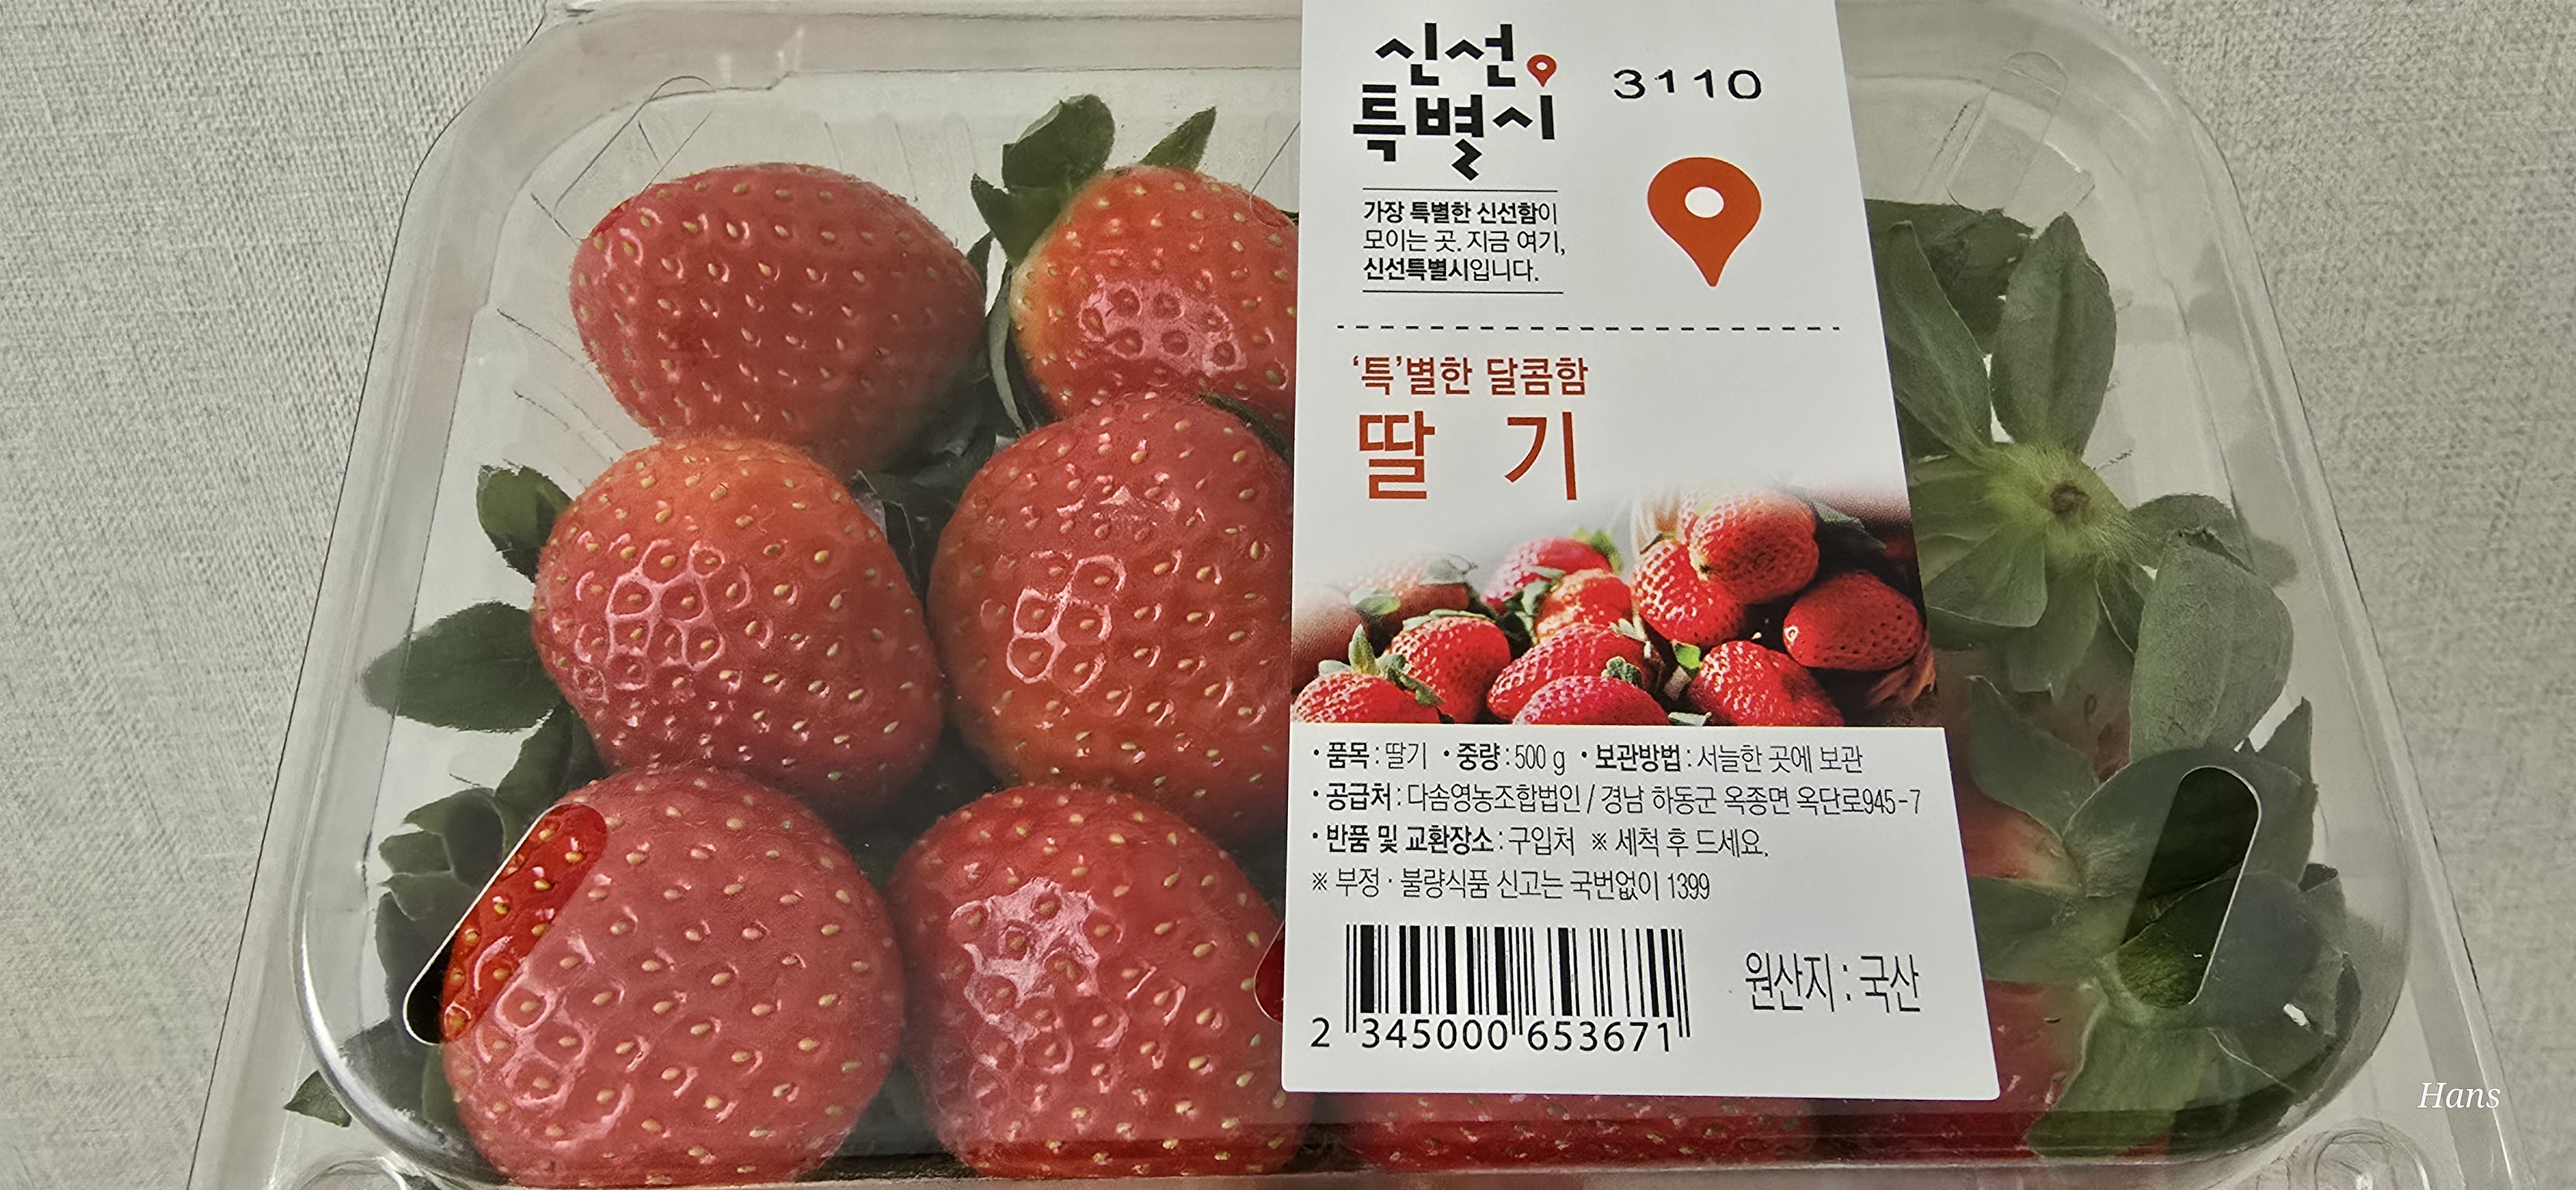 신선
특별시
3110
가장 특별한 신선함이
모이는 곳. 지금 여기,
신선특별시입니다.
‘특’별한 달콤함
딸 기
• 품목 : 딸기 • 중량 : 500 g • 보관방법 : 서늘한 곳에 보관
• 공급처 : 다솜영농조합법인 / 경남 하동군 옥종면 옥단로945-7
• 반품 및 교환장소 : 구입처 ※ 세척 후 드세요.
※ 부정 · 불량식품 신고는 국번없이 1399
2 345000 653671
원산지 : 국산
Hans